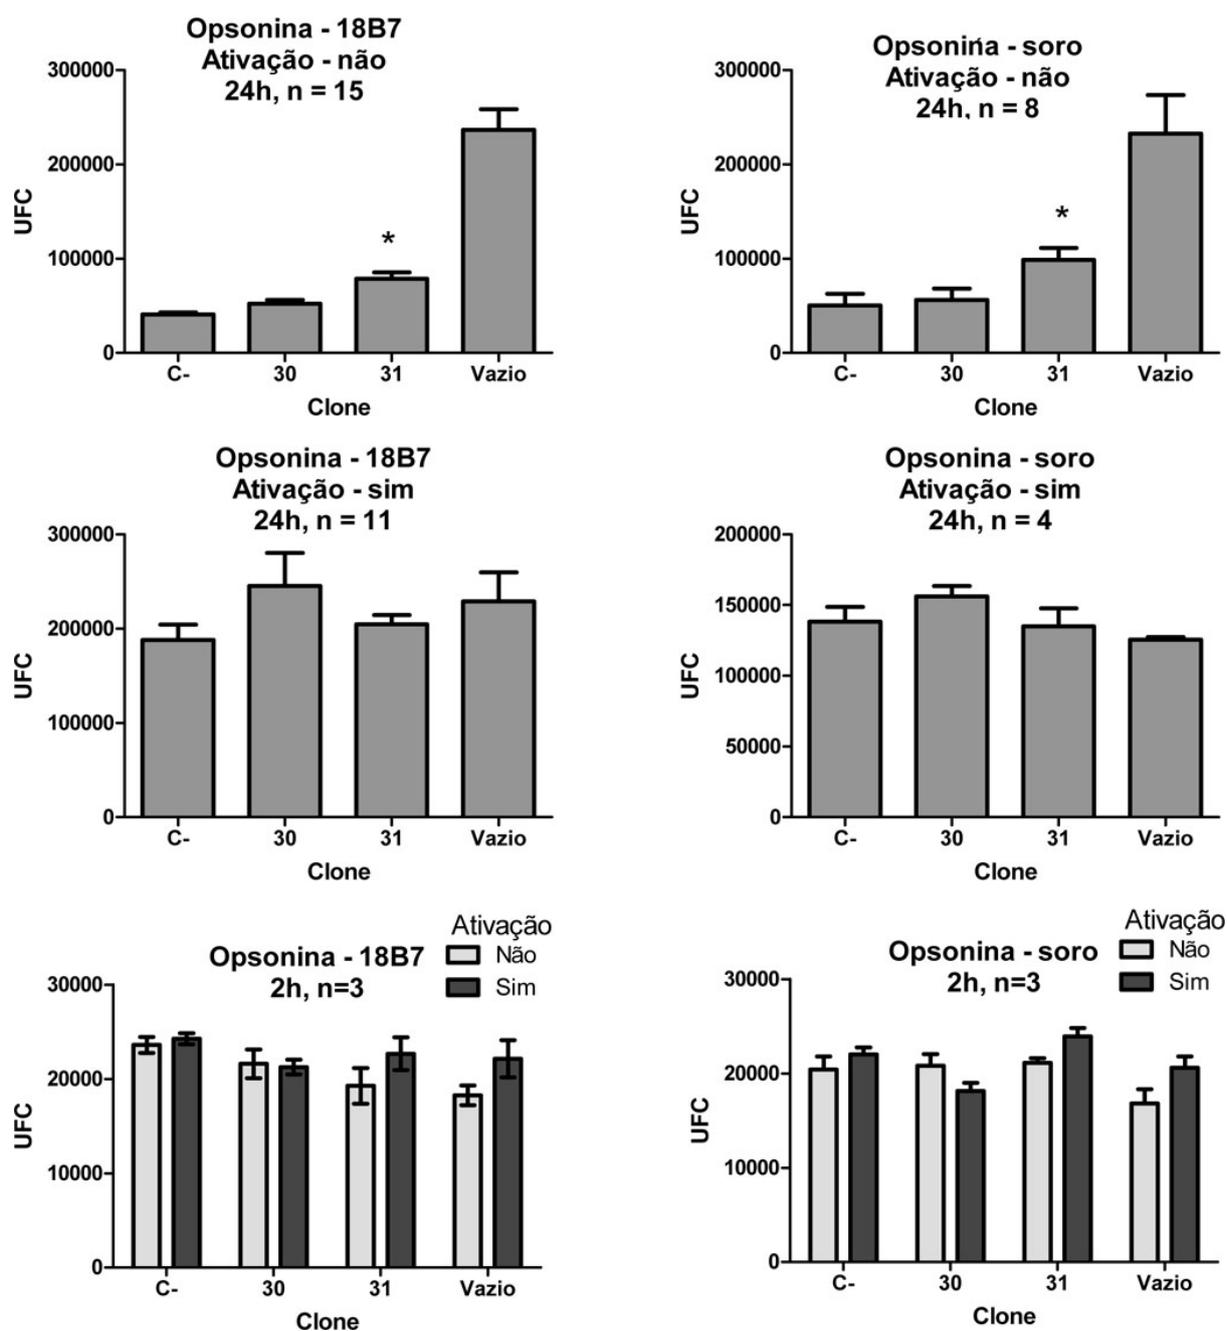 Opsonina - 18B7
Ativação - não
24h, n = 15
300000
200000
100000
0
UFC
*
C- 30 31 Vazio
Clone
Opsonina - soro
Ativação - não
24h, n = 8
300000
200000
100000
0
UFC
*
C- 30 31 Vazio
Clone
Opsonina - 18B7
Ativação - sim
24h, n = 11
300000
200000
100000
0
UFC
C- 30 31 Vazio
Clone
Opsonina - soro
Ativação - sim
24h, n = 4
200000
150000
100000
50000
0
UFC
C- 30 31 Vazio
Clone
Ativação
Não
Sim
Opsonina - 18B7
2h, n=3
30000
20000
10000
0
UFC
C- 30 31 Vazio
Clone
Ativação
Não
Sim
Opsonina - soro
2h, n=3
30000
20000
10000
0
UFC
C- 30 31 Vazio
Clone